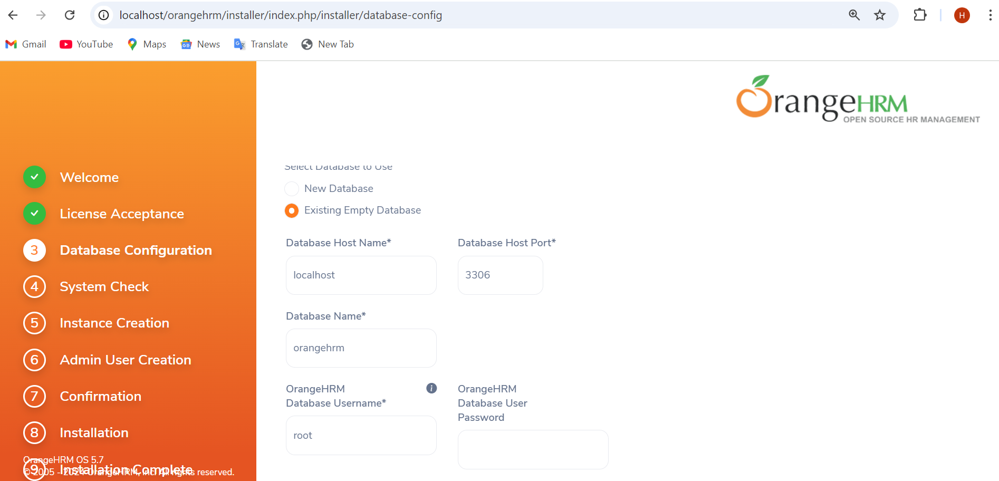 localhost/orangehrm/installer/index.php/installer/database-config
H
Gmail
YouTube
Maps
News
Translate
New Tab
OrangeHRM
OPEN SOURCE HR MANAGEMENT
Welcome
License Acceptance
3 Database Configuration
4 System Check
5 Instance Creation
6 Admin User Creation
7 Confirmation
8 Installation
9 Installation Complete
OrangeHRM OS 5.7
© 2005 - 2024 OrangeHRM, Inc. All rights reserved.
Select Database to Use
New Database
Existing Empty Database
Database Host Name*
Database Host Port*
localhost
3306
Database Name*
orangehrm
OrangeHRM
Database Username*
OrangeHRM
Database User
Password
root